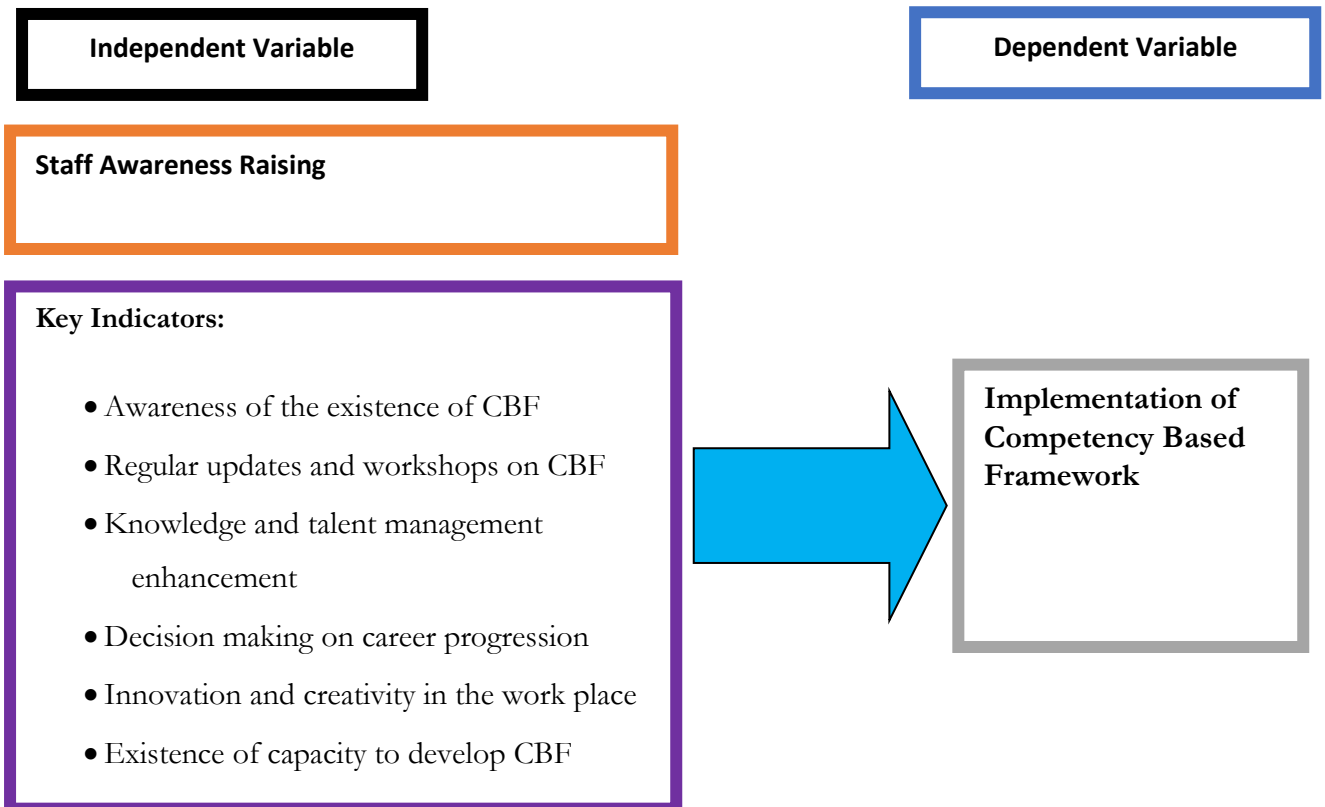 Independent Variable
Dependent Variable
Staff Awareness Raising
Key Indicators:
• Awareness of the existence of CBF
• Regular updates and workshops on CBF
• Knowledge and talent management
enhancement
• Decision making on career progression
• Innovation and creativity in the work place
• Existence of capacity to develop CBF
Implementation of
Competency Based
Framework